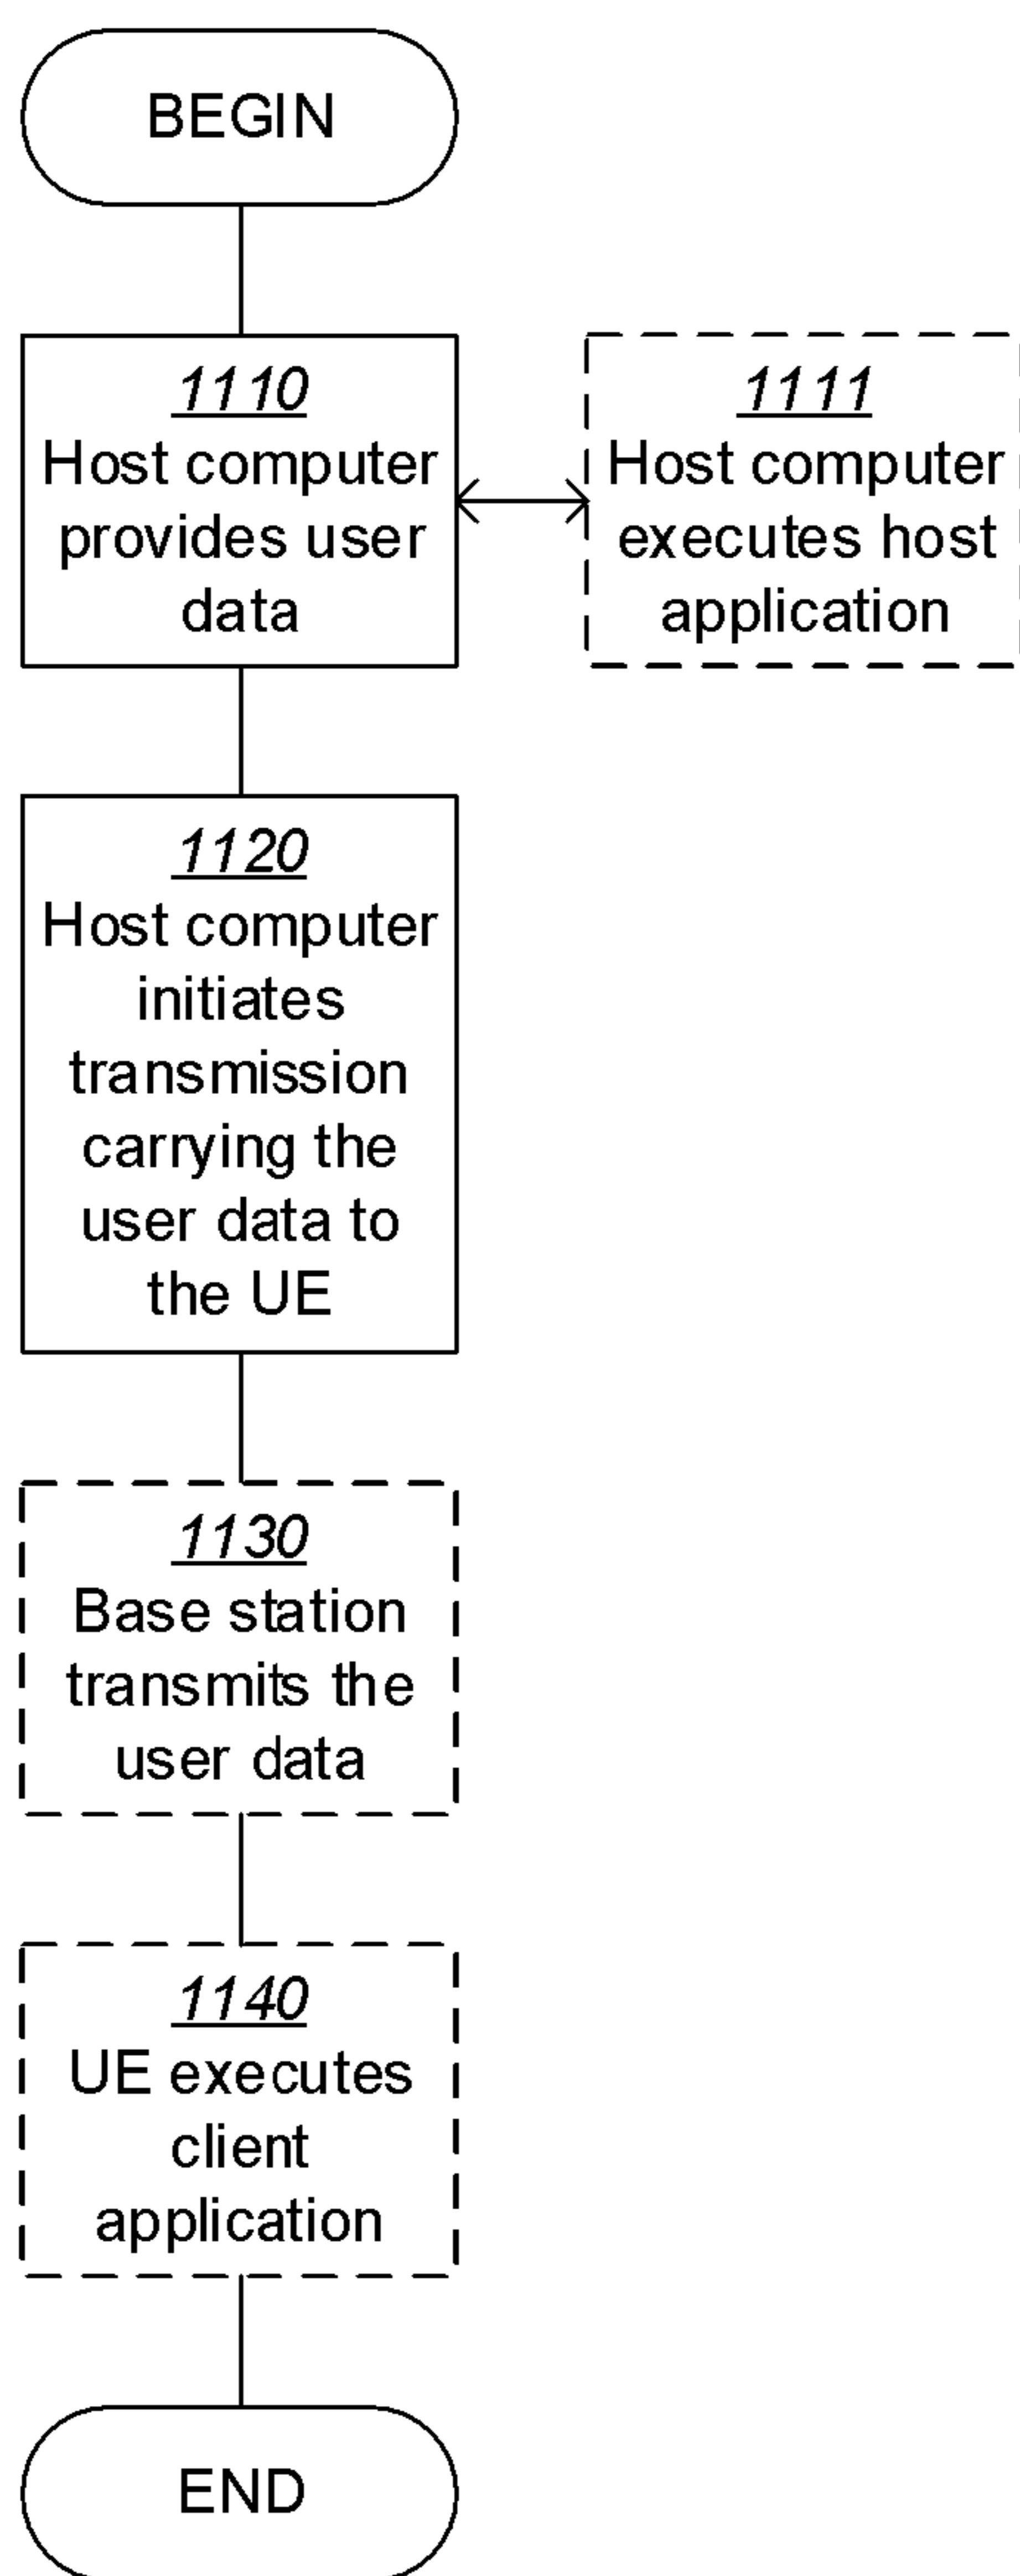 BEGIN
1110
Host computer
provides user
data
1111
Host computer
executes host
application
1120
Host computer
initiates
transmission
carrying the
user data to
the UE
1130
Base station
transmits the
user data
1140
UE executes
client
application
END